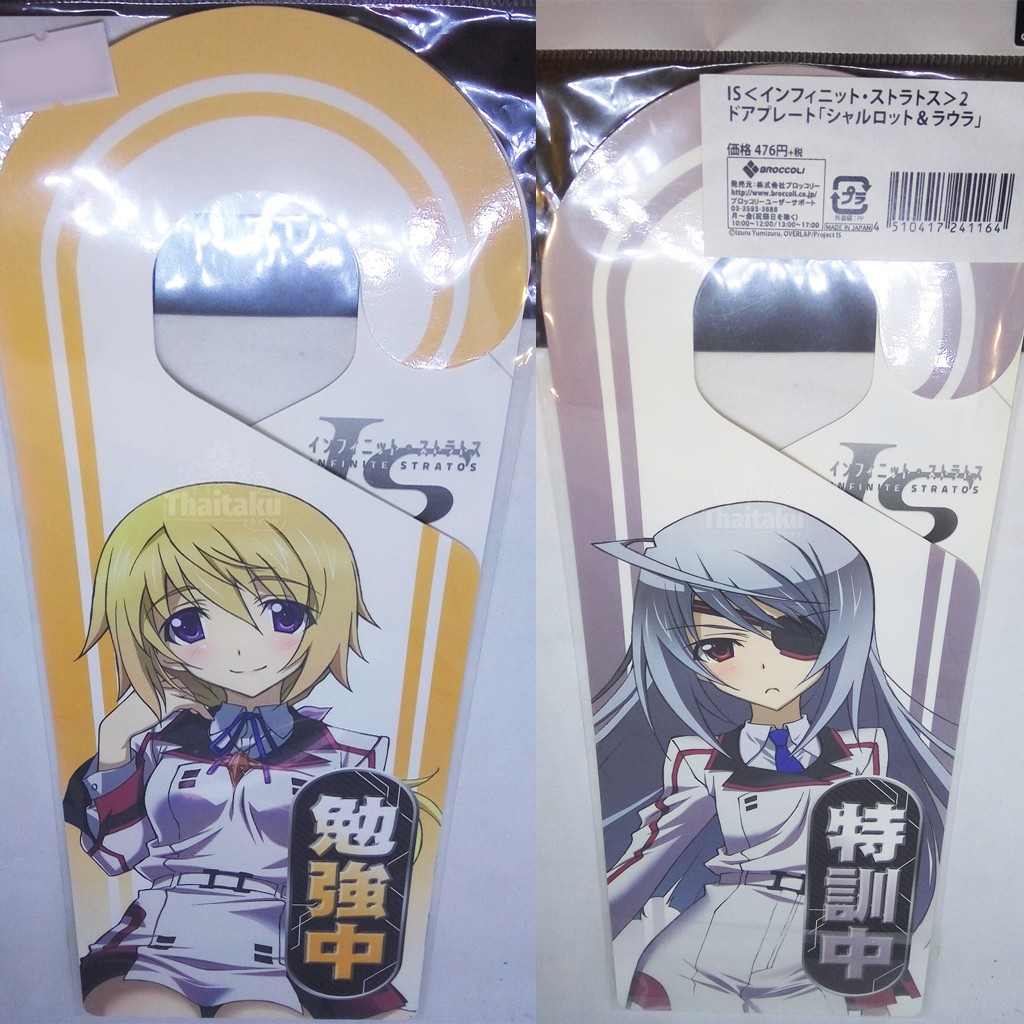 インフィニット・ストラトス
IS
INFINITE STRATOS
Thaitaku
勉強中
IS＜インフィニット・ストラトス＞2
ドアプレート「シャルロット＆ラウラ」
価格 476円+税
BROCCOLI
発売元：株式会社ブロッコリー
http://www.broccoli.co.jp/
ブロッコリーユーザーサポート
03-5983-3688
月～金(祝祭日を除く)
10:00～12:00/13:00～17:00
プラ
外装袋：PP
MADE IN JAPAN
4 510417 241164
©Izuru Yumizuru, OVERLAP/Project IS
インフィニット・ストラトス
IS
INFINITE STRATOS
Thaitaku
特訓中